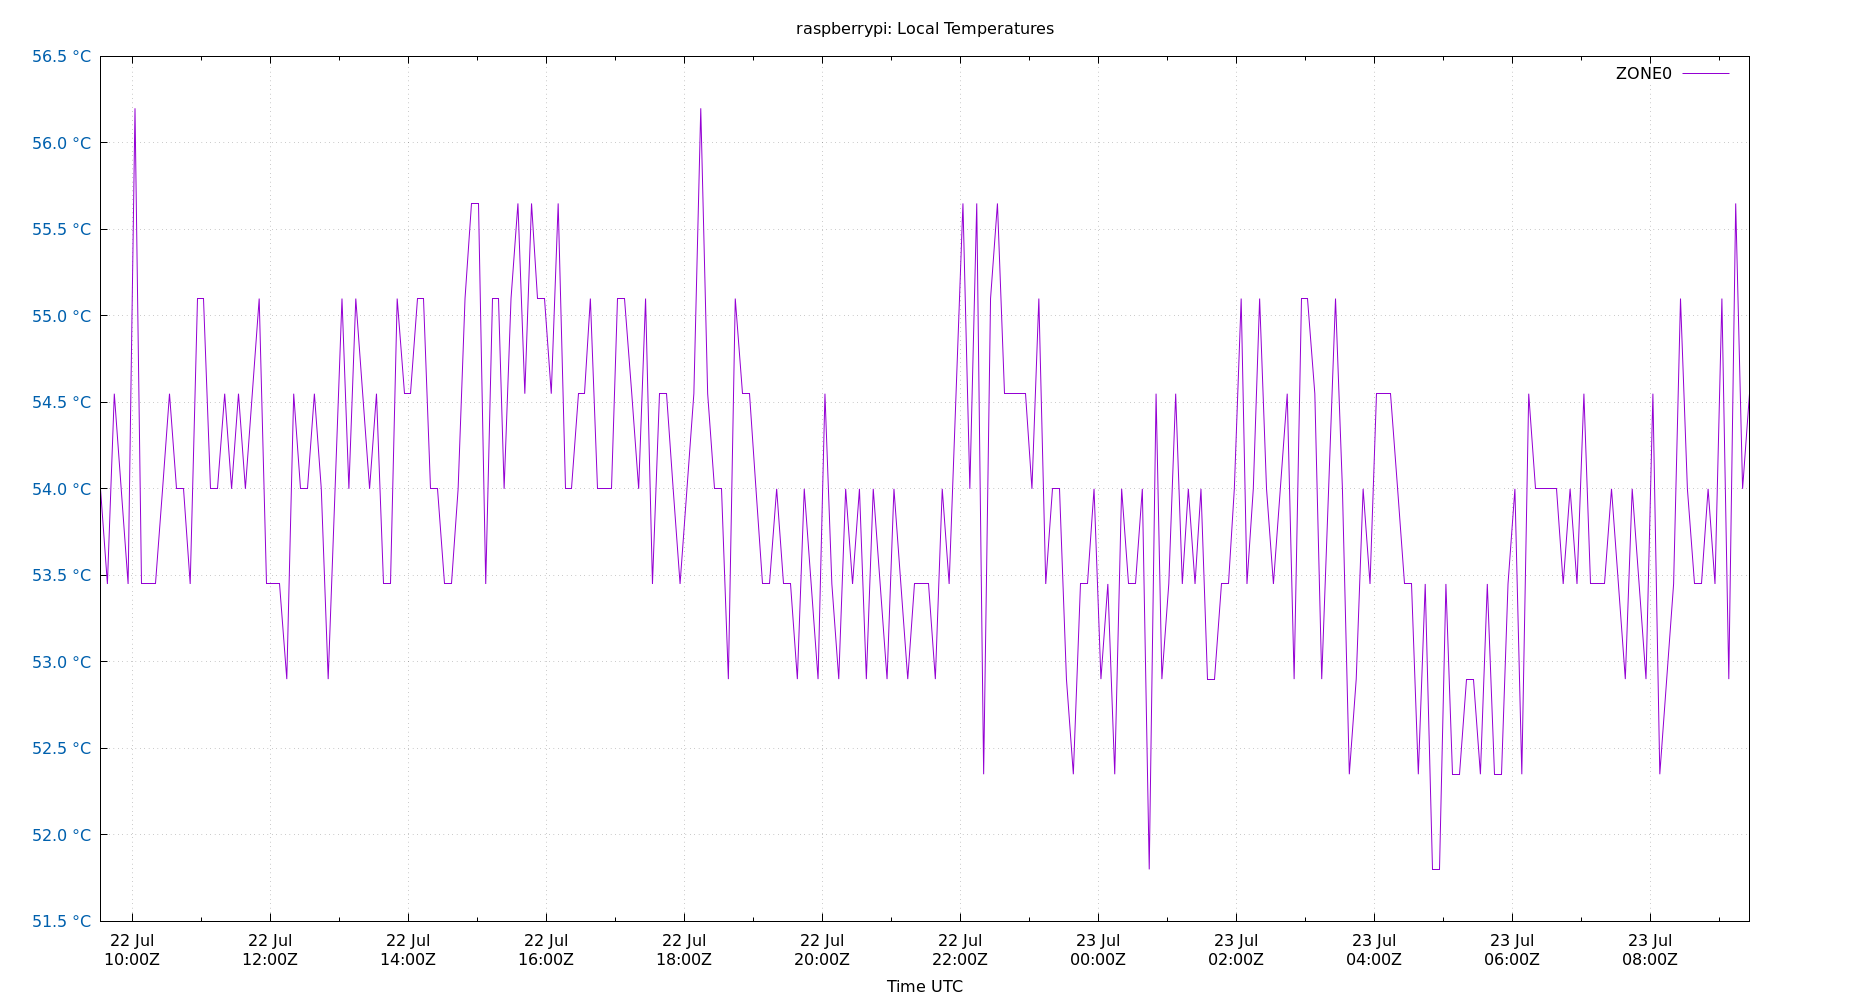 raspberrypi: Local Temperatures
ZONE0
56.5 °C
56.0 °C
55.5 °C
55.0 °C
54.5 °C
54.0 °C
53.5 °C
53.0 °C
52.5 °C
52.0 °C
51.5 °C
22 Jul 22 Jul 22 Jul 22 Jul 22 Jul 22 Jul 22 Jul 23 Jul 23 Jul 23 Jul 23 Jul 23 Jul
10:00Z 12:00Z 14:00Z 16:00Z 18:00Z 20:00Z 22:00Z 00:00Z 02:00Z 04:00Z 06:00Z 08:00Z
Time UTC